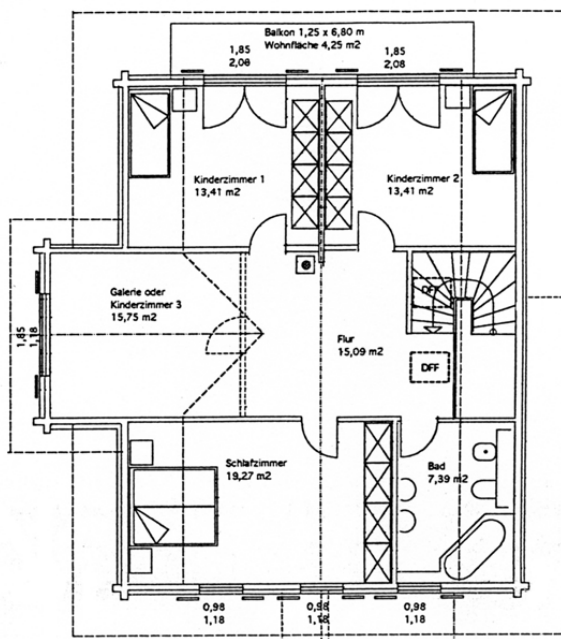 Balkon 1,25 x 6,80 m
Wohnfläche 4,25 m2
1,85
2,08
1,85
2,08
Kinderzimmer 1
13,41 m2
Kinderzimmer 2
13,41 m2
Galerie oder
Kinderzimmer 3
15,75 m2
DFF
1,85
1,18
Flur
15,09 m2
DFF
Schlafzimmer
19,27 m2
Bad
7,39 m2
0,98
1,18
0,98
1,18
0,98
1,18